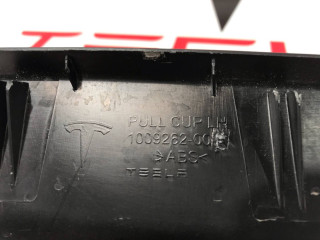 PULL CUP LH
1009262-00
>ABS<
TESLA